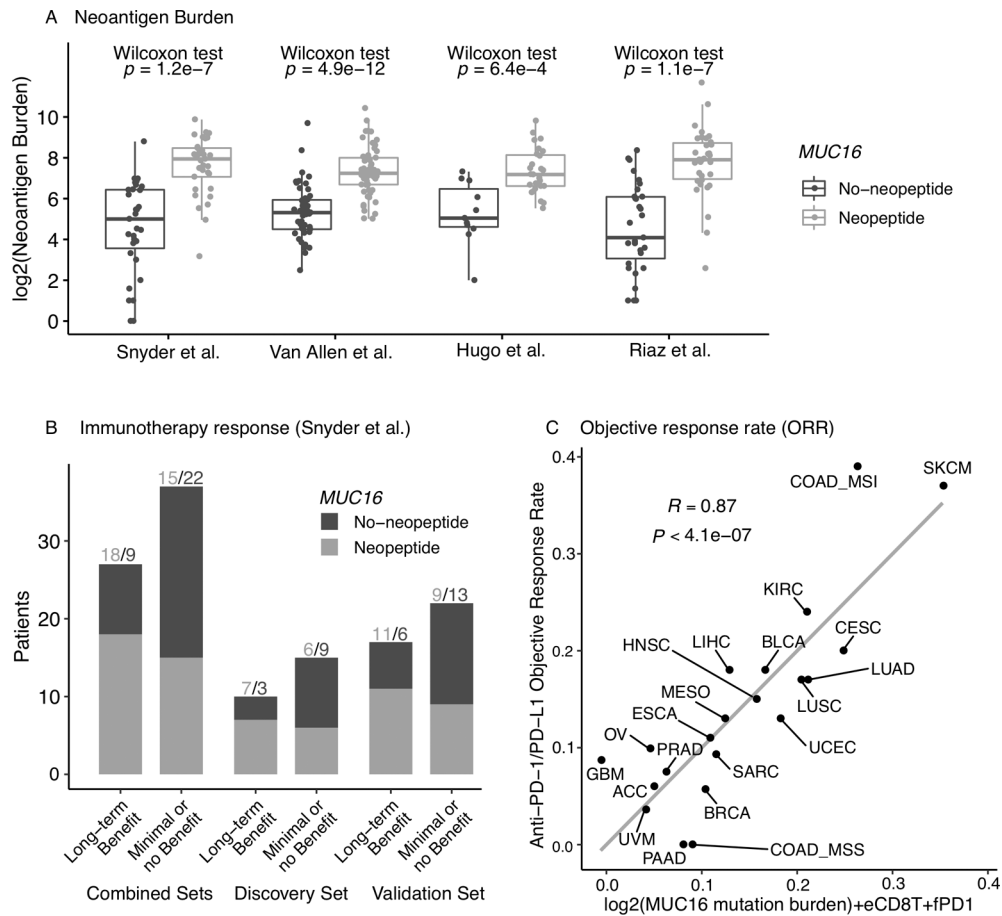 A Neoantigen Burden
Wilcoxon test
p = 1.2e−7
Wilcoxon test
p = 4.9e−12
Wilcoxon test
p = 6.4e−4
Wilcoxon test
p = 1.1e−7
log2(Neoantigen Burden)
10
8
6
4
2
0
Snyder et al.
Van Allen et al.
Hugo et al.
Riaz et al.
MUC16
No−neopeptide
Neopeptide
B Immunotherapy response (Snyder et al.)
Patients
30
20
10
0
15/22
18/9
7/3
6/9
11/6
9/13
MUC16
No−neopeptide
Neopeptide
Long−term
Benefit
Minimal or
no Benefit
Long−term
Benefit
Minimal or
no Benefit
Long−term
Benefit
Minimal or
no Benefit
Combined Sets
Discovery Set
Validation Set
C Objective response rate (ORR)
Anti−PD−1/PD−L1 Objective Response Rate
0.4
0.3
0.2
0.1
0.0
R = 0.87
P < 4.1e−07
COAD_MSI
SKCM
KIRC
CESC
HNSC
LIHC
BLCA
LUAD
LUSC
MESO
ESCA
UCEC
OV
PRAD
SARC
GBM
ACC
BRCA
UVM
PAAD
COAD_MSS
0.0
0.1
0.2
0.3
0.4
log2(MUC16 mutation burden)+eCD8T+fPD1